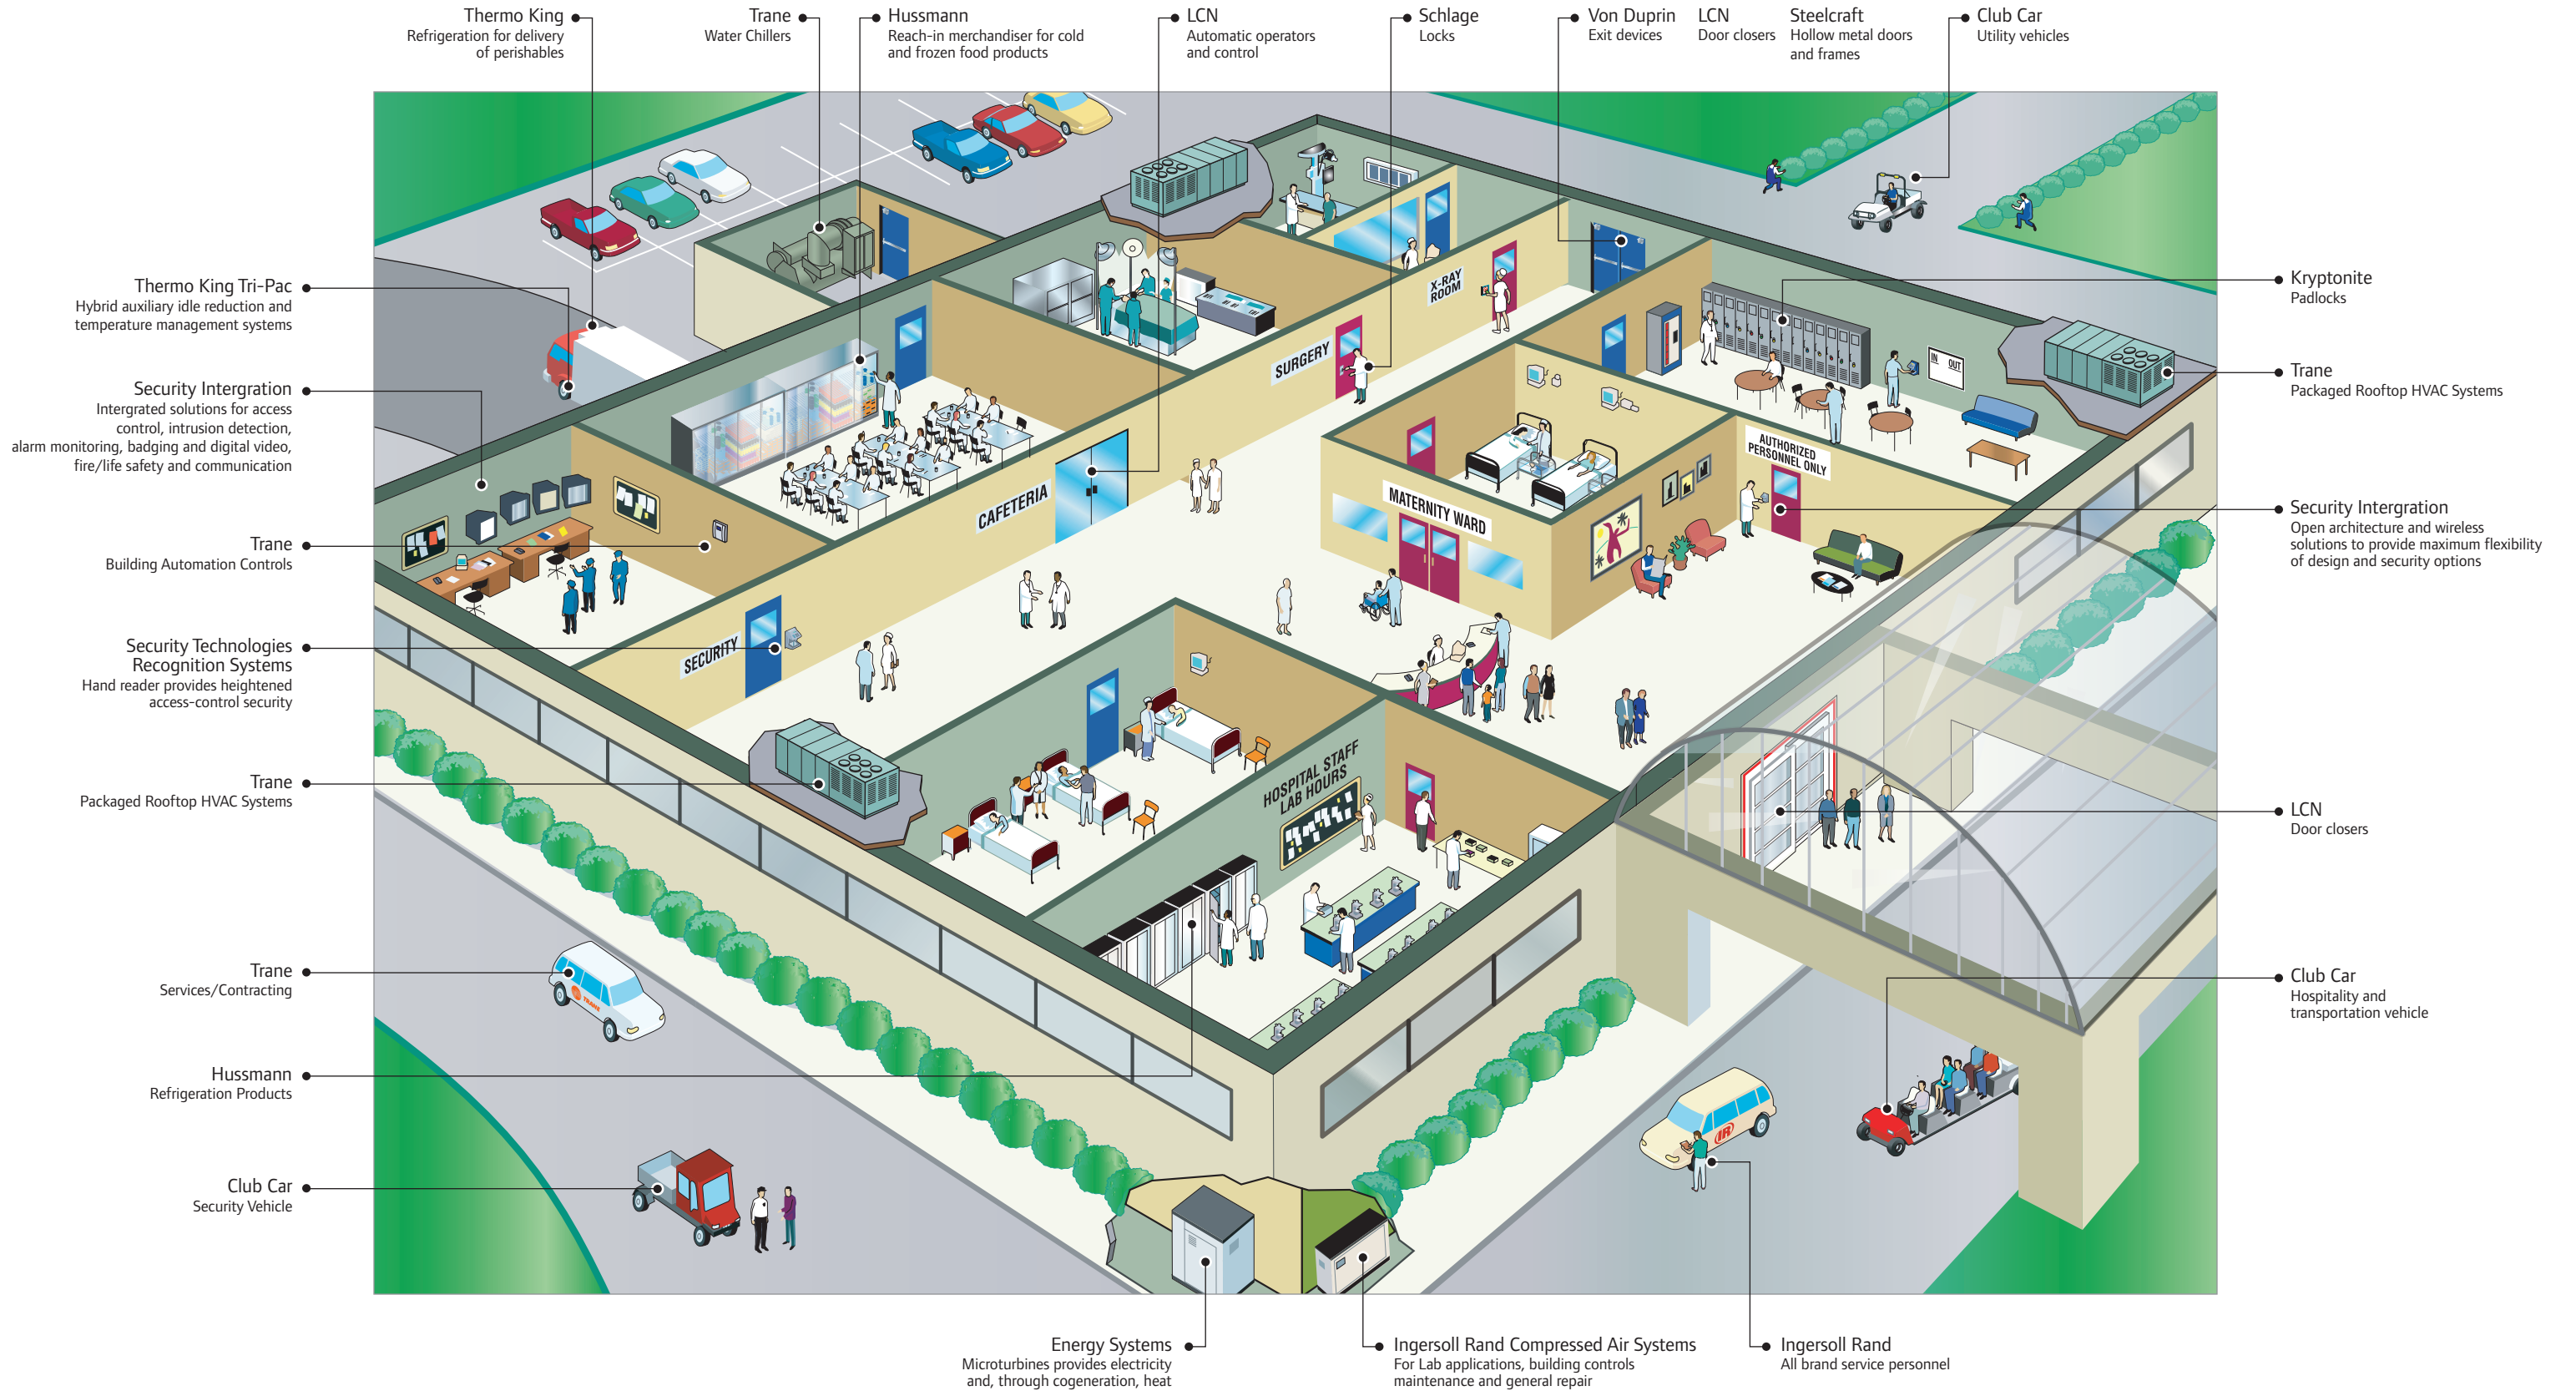 Thermo King
Refrigeration for delivery
of perishables
Trane
Water Chillers
Hussmann
Reach-in merchandiser for cold
and frozen food products
LCN
Automatic operators
and control
Schlage
Locks
Von Duprin
Exit devices
LCN
Door closers
Steelcraft
Hollow metal doors
and frames
Club Car
Utility vehicles
Thermo King Tri-Pac
Hybrid auxiliary idle reduction and
temperature management systems
Security Intergration
Intergrated solutions for access
control, intrusion detection,
alarm monitoring, badging and digital video,
fire/life safety and communication
Trane
Building Automation Controls
Security Technologies
Recognition Systems
Hand reader provides heightened
access-control security
Trane
Packaged Rooftop HVAC Systems
Trane
Services/Contracting
Hussmann
Refrigeration Products
Club Car
Security Vehicle
X-RAY
ROOM
SURGERY
CAFETERIA
SECURITY
MATERNITY WARD
AUTHORIZED
PERSONNEL ONLY
IN OUT
HOSPITAL STAFF
LAB HOURS
TRANE
IR
Kryptonite
Padlocks
Trane
Packaged Rooftop HVAC Systems
Security Intergration
Open architecture and wireless
solutions to provide maximum flexibility
of design and security options
LCN
Door closers
Club Car
Hospitality and
transportation vehicle
Energy Systems
Microturbines provides electricity
and, through cogeneration, heat
Ingersoll Rand Compressed Air Systems
For Lab applications, building controls
maintenance and general repair
Ingersoll Rand
All brand service personnel